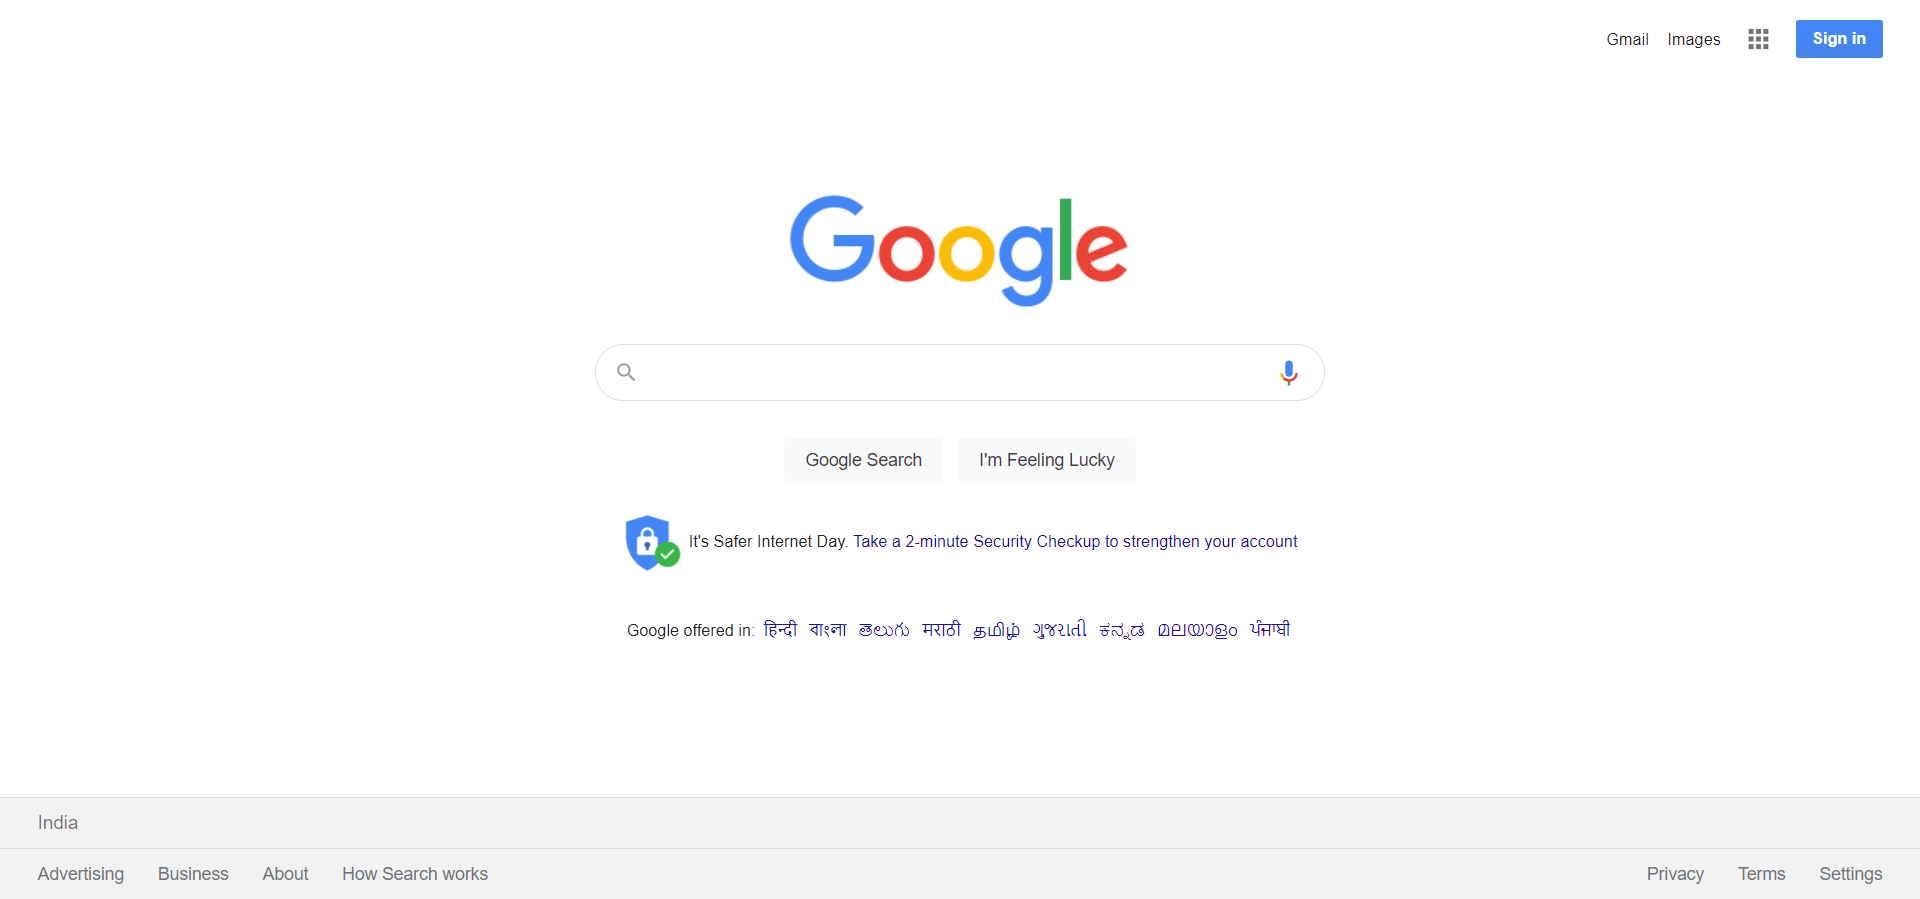 Gmail Images Sign in
Google
Google Search I'm Feeling Lucky
It's Safer Internet Day. Take a 2-minute Security Checkup to strengthen your account
Google offered in: हिन्दी বাংলা తెలుగు मराठी தமிழ் ગુજરાતી ಕನ್ನಡ മലയാളം ਪੰਜਾਬੀ
India
Advertising Business About How Search works Privacy Terms Settings